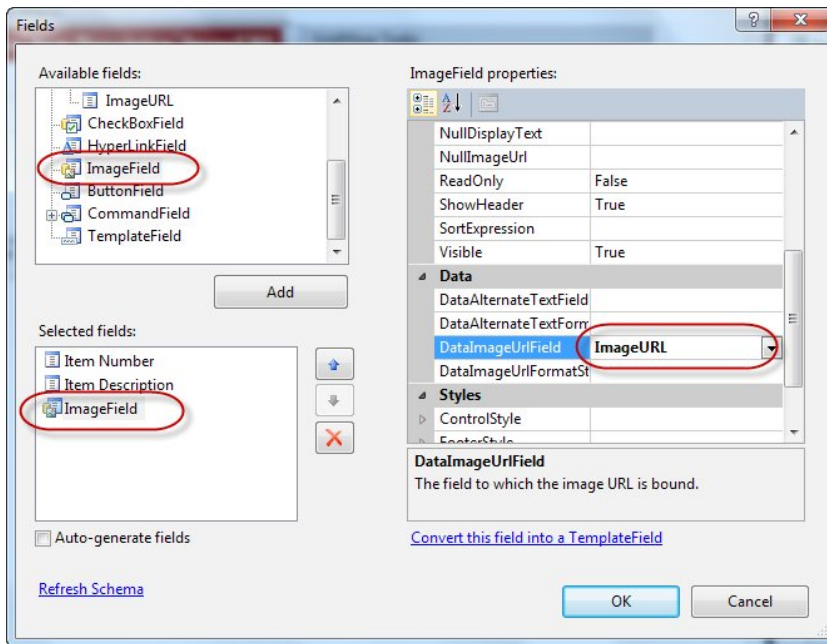 Fields
Available fields:
ImageURL
CheckBoxField
HyperLinkField
ImageField
ButtonField
CommandField
TemplateField
Add
Selected fields:
Item Number
Item Description
ImageField
Auto-generate fields
Refresh Schema
ImageField properties:
NullDisplayText
NullImageUrl
ReadOnly False
ShowHeader True
SortExpression
Visible True
Data
DataAlternateTextField
DataAlternateTextForm
DataImageUrlField ImageURL
DataImageUrlFormatSt
Styles
ControlStyle
FooterStyle
DataImageUrlField
The field to which the image URL is bound.
Convert this field into a TemplateField
OK Cancel